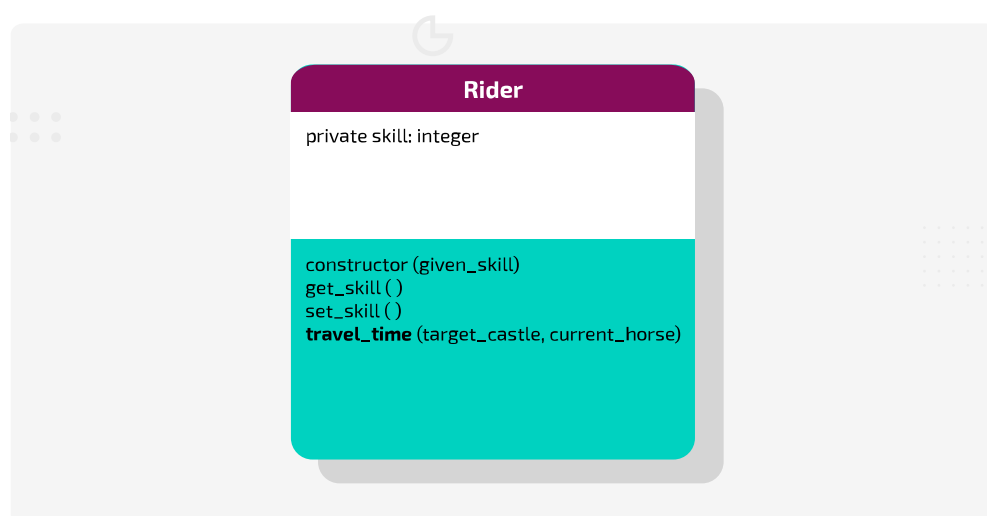 Rider
private skill: integer
constructor (given_skill)
get_skill ( )
set_skill ( )
travel_time (target_castle, current_horse)